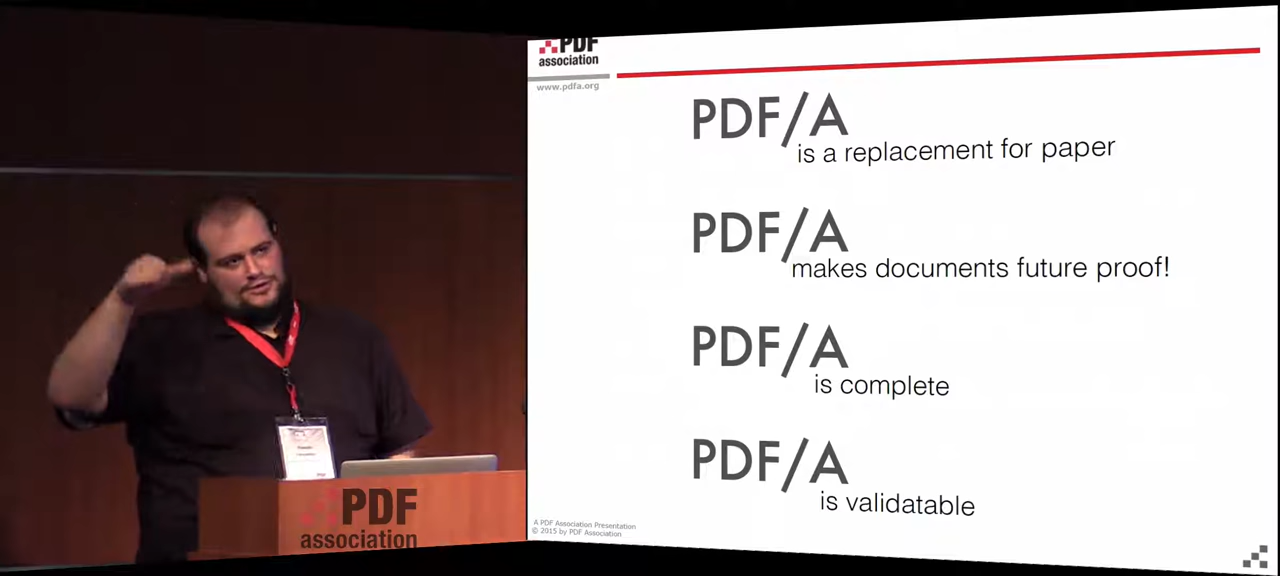 PDF
association
www.pdfa.org
PDF/A
is a replacement for paper
PDF/A
makes documents future proof!
PDF/A
is complete
PDF/A
is validatable
A PDF Association Presentation
© 2015 by PDF Association
PDF
association